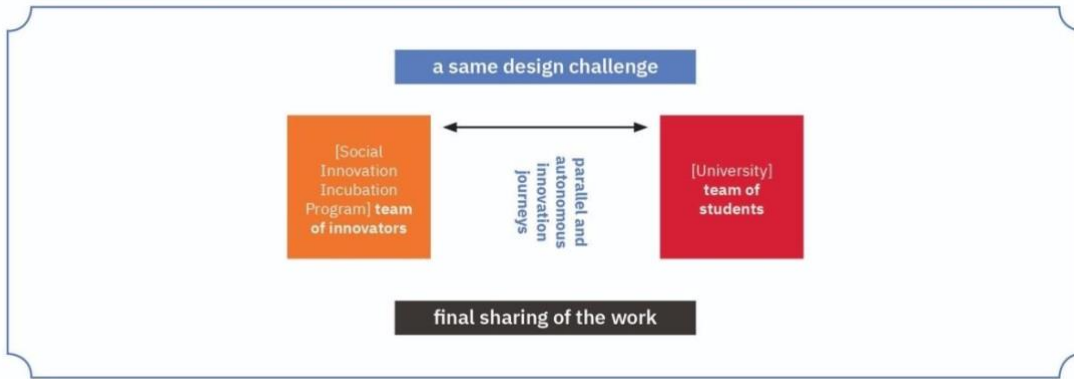 a same design challenge
[Social
Innovation
Incubation
Program] team
of innovators
parallel and
autonomous
innovation
journeys
[University]
team of
students
final sharing of the work